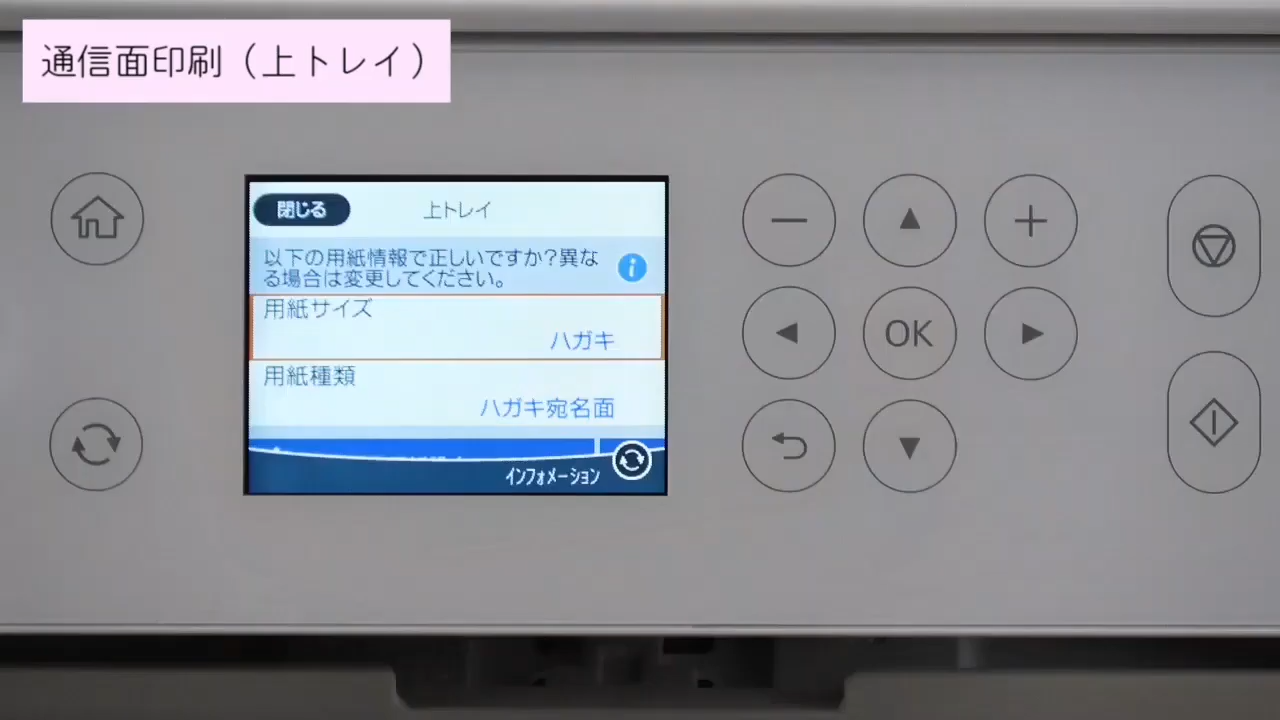 通信面印刷（上トレイ）
閉じる
上トレイ
以下の用紙情報で正しいですか?異な
る場合は変更してください。
用紙サイズ
ハガキ
用紙種類
ハガキ宛名面
インフォメーション
OK